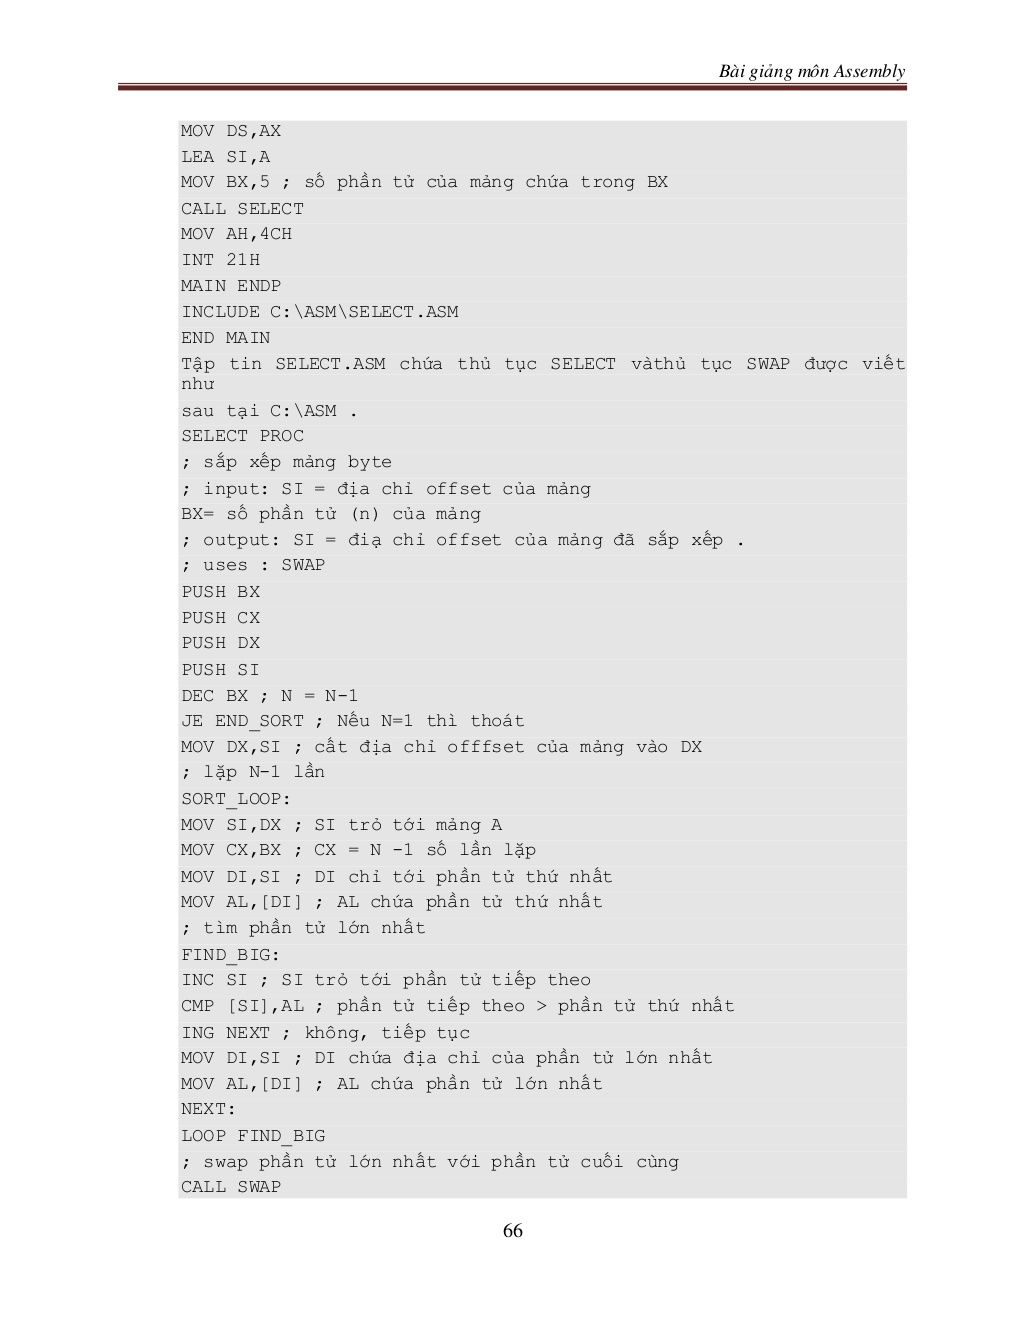 Bài giảng môn Assembly
MOV DS,AX
LEA SI,A
MOV BX,5 ; số phần tử của mảng chứa trong BX
CALL SELECT
MOV AH,4CH
INT 21H
MAIN ENDP
INCLUDE C:\ASM\SELECT.ASM
END MAIN
Tập tin SELECT.ASM chứa thủ tục SELECT vàthủ tục SWAP được viết
như
sau tại C:\ASM .
SELECT PROC
; sắp xếp mảng byte
; input: SI = địa chỉ offset của mảng
BX= số phần tử (n) của mảng
; output: SI = điạ chỉ offset của mảng đã sắp xếp .
; uses : SWAP
PUSH BX
PUSH CX
PUSH DX
PUSH SI
DEC BX ; N = N-1
JE END_SORT ; Nếu N=1 thì thoát
MOV DX,SI ; cất địa chỉ offfset của mảng vào DX
; lặp N-1 lần
SORT_LOOP:
MOV SI,DX ; SI trỏ tới mảng A
MOV CX,BX ; CX = N -1 số lần lặp
MOV DI,SI ; DI chỉ tới phần tử thứ nhất
MOV AL,[DI] ; AL chứa phần tử thứ nhất
; tìm phần tử lớn nhất
FIND_BIG:
INC SI ; SI trỏ tới phần tử tiếp theo
CMP [SI],AL ; phần tử tiếp theo > phần tử thứ nhất
ING NEXT ; không, tiếp tục
MOV DI,SI ; DI chứa địa chỉ của phần tử lớn nhất
MOV AL,[DI] ; AL chứa phần tử lớn nhất
NEXT:
LOOP FIND_BIG
; swap phần tử lớn nhất với phần tử cuối cùng
CALL SWAP
66